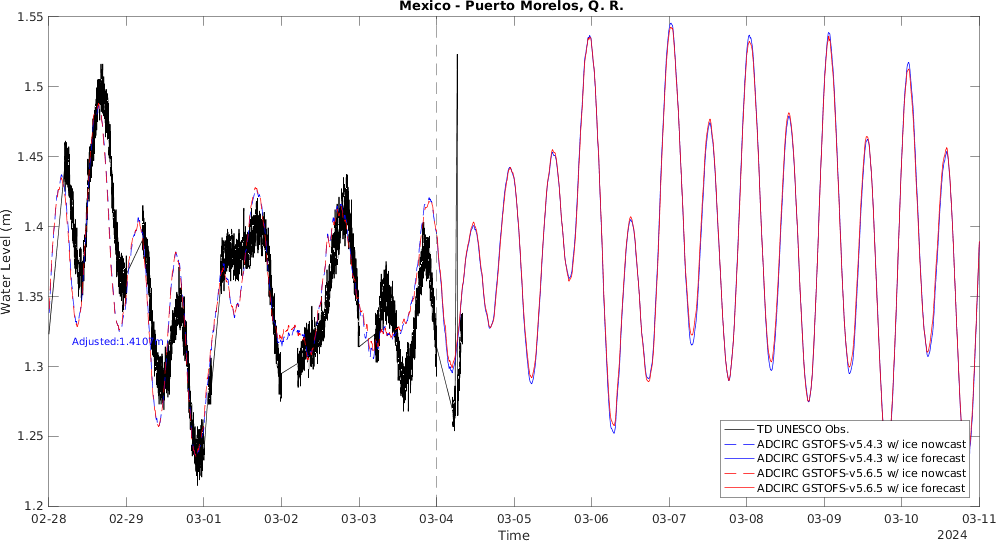 Mexico - Puerto Morelos, Q. R.
1.55
1.5
1.45
1.4
1.35
1.3
1.25
1.2
Water Level (m)
Adjusted:1.4107m
TD UNESCO Obs.
ADCIRC GSTOFS-v5.4.3 w/ ice nowcast
ADCIRC GSTOFS-v5.4.3 w/ ice forecast
ADCIRC GSTOFS-v5.6.5 w/ ice nowcast
ADCIRC GSTOFS-v5.6.5 w/ ice forecast
02-28 02-29 03-01 03-02 03-03 03-04 03-05 03-06 03-07 03-08 03-09 03-10 03-11
Time
2024